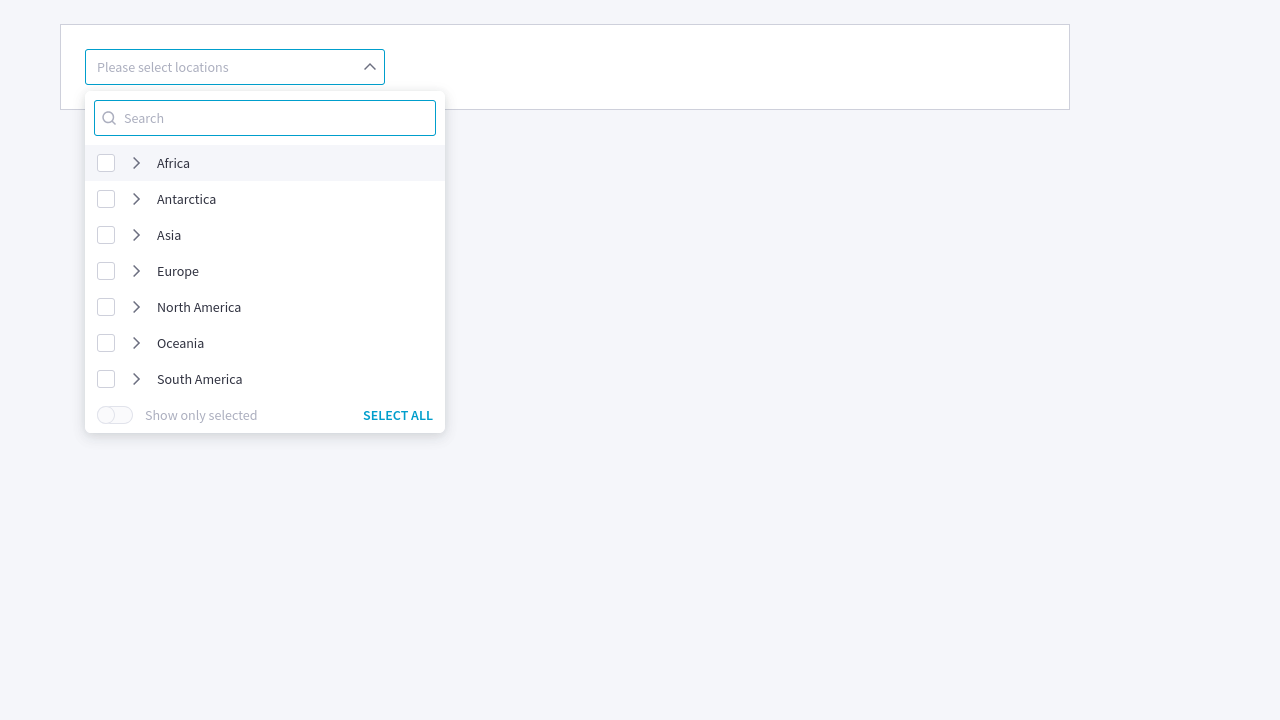 Please select locations
Search
Africa
Antarctica
Asia
Europe
North America
Oceania
South America
Show only selected SELECT ALL